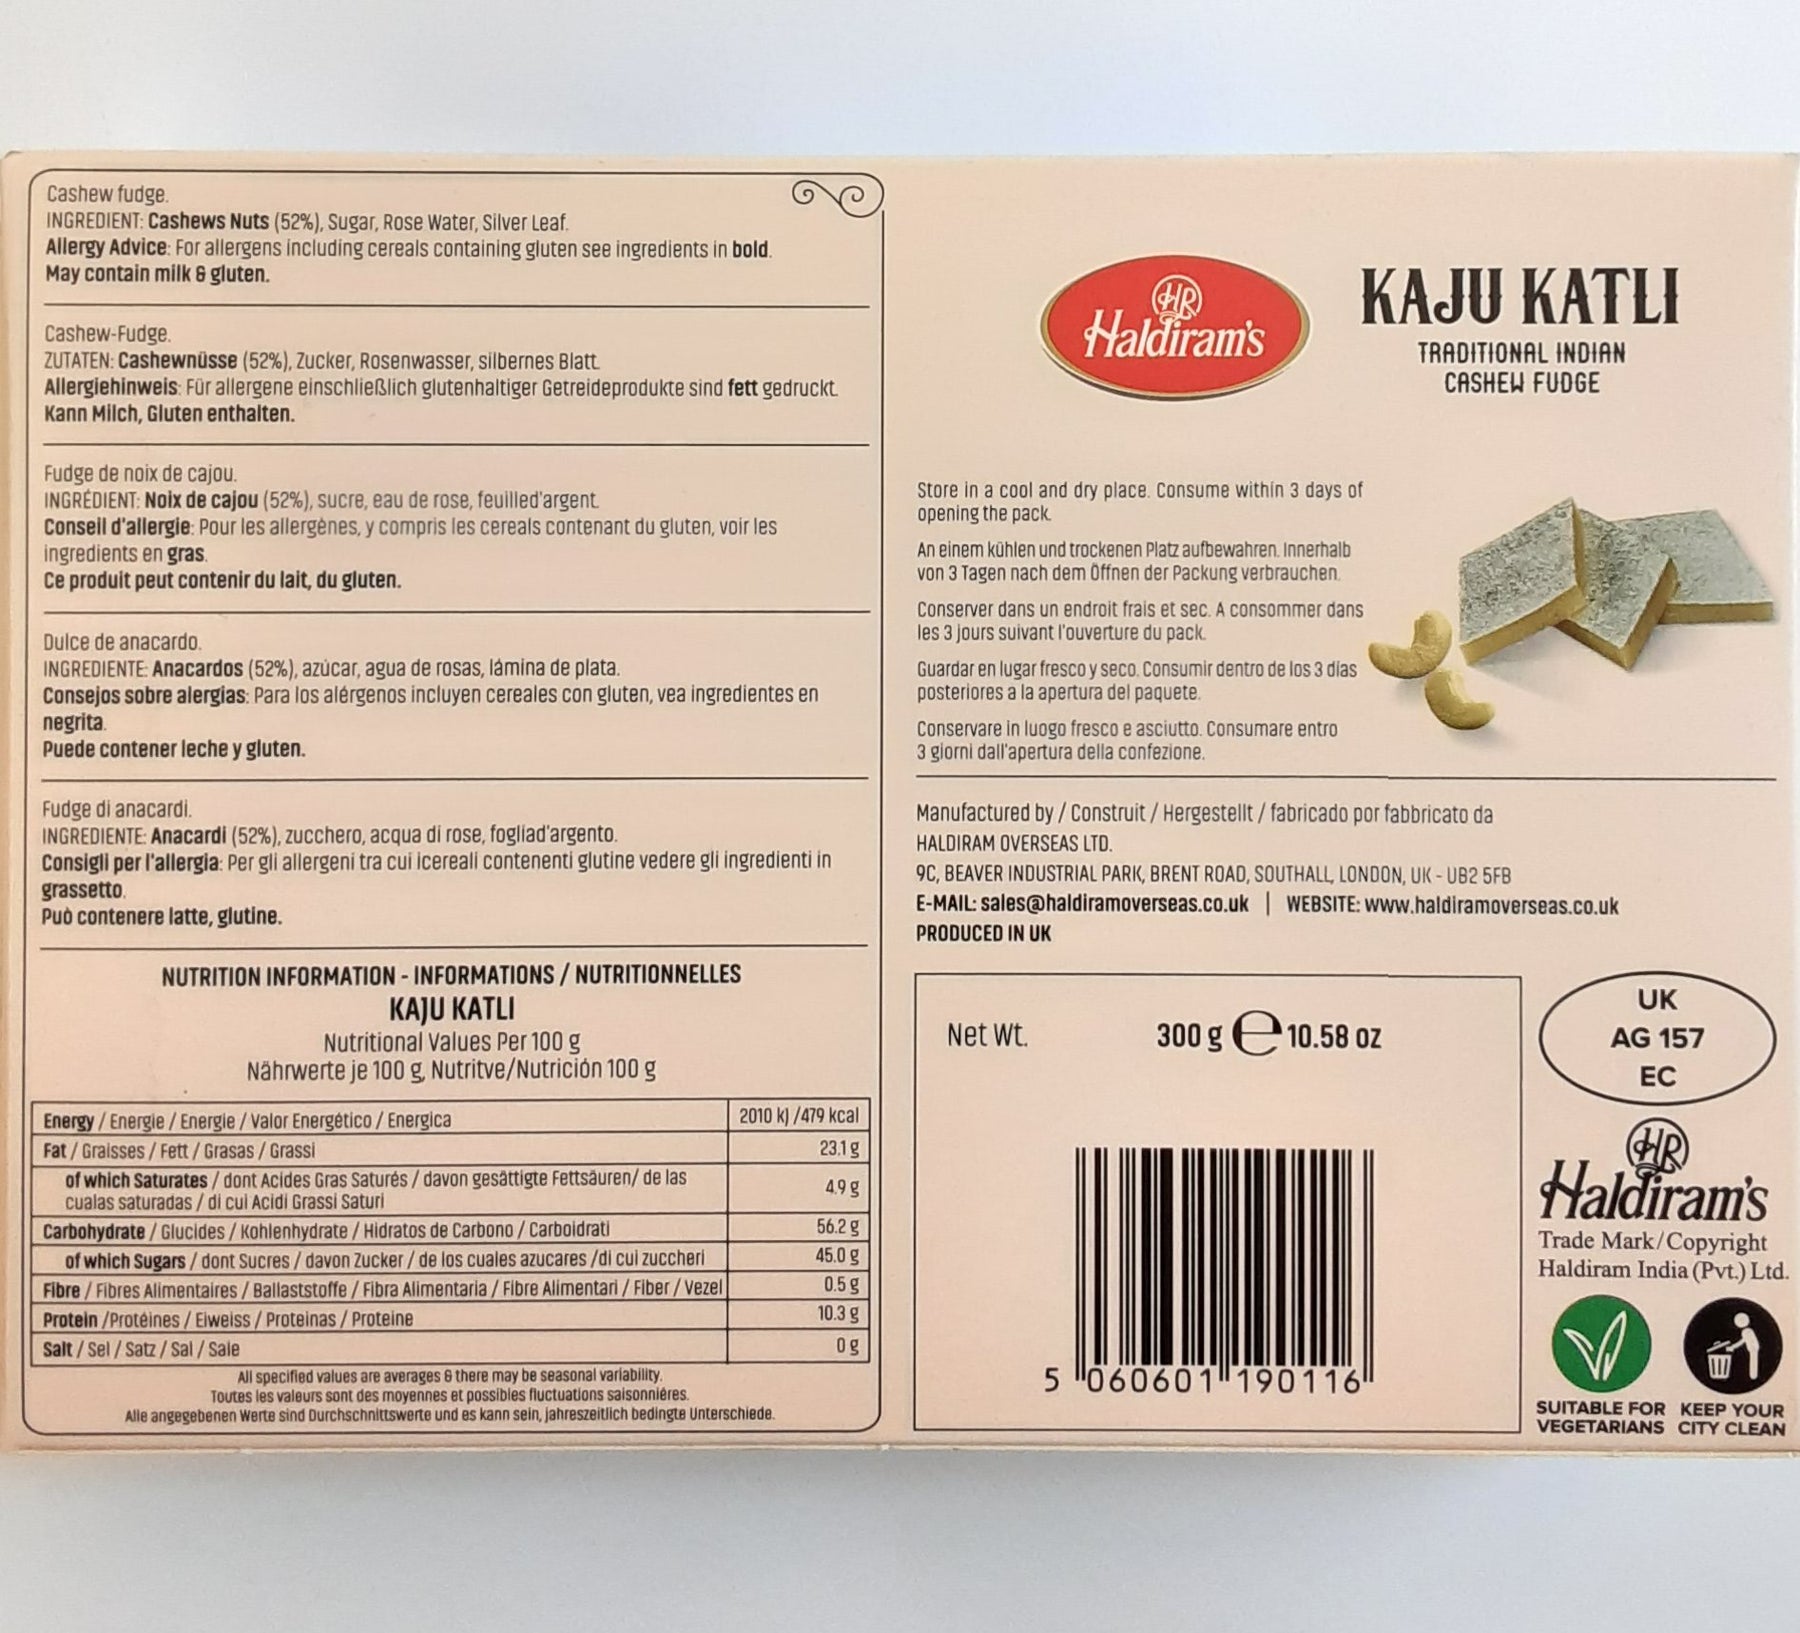 Cashew fudge.
INGREDIENT: Cashews Nuts (52%), Sugar, Rose Water, Silver Leaf.
Allergy Advice: For allergens including cereals containing gluten see ingredients in bold.
May contain milk & gluten.
Cashew-Fudge.
ZUTATEN: Cashewnüsse (52%), Zucker, Rosenwasser, silbernes Blatt.
Allergiehinweis: Für allergene einschließlich glutenhaltiger Getreideprodukte sind fett gedruckt.
Kann Milch, Gluten enthalten.
Fudge de noix de cajou.
INGRÉDIENT: Noix de cajou (52%), sucre, eau de rose, feuilled'argent.
Conseil d'allergie: Pour les allergènes, y compris les cereals contenant du gluten, voir les
ingredients en gras.
Ce produit peut contenir du lait, du gluten.
Dulce de anacardo.
INGREDIENTE: Anacardos (52%), azúcar, agua de rosas, lámina de plata.
Consejos sobre alergias: Para los alérgenos incluyen cereales con gluten, vea ingredientes en
negrita.
Puede contener leche y gluten.
Fudge di anacardi.
INGREDIENTE: Anacardi (52%), zucchero, acqua di rose, fogliad'argento.
Consigli per l'allergia: Per gli allergeni tra cui icereali contenenti glutine vedere gli ingredienti in
grassetto.
Può contenere latte, glutine.
NUTRITION INFORMATION - INFORMATIONS / NUTRITIONNELLES
KAJU KATLI
Nutritional Values Per 100 g
Nährwerte je 100 g, Nutritve/Nutrición 100 g
Energy / Energie / Energie / Valor Energético / Energica 2010 kJ /479 kcal
Fat / Graisses / Fett / Grasas / Grassi 23.1 g
of which Saturates / dont Acides Gras Saturés / davon gesättigte Fettsäuren/ de las
cualas saturadas / di cui Acidi Grassi Saturi 4.9 g
Carbohydrate / Glucides / Kohlenhydrate / Hidratos de Carbono / Carboidrati 56.2 g
of which Sugars / dont Sucres / davon Zucker / de los cuales azucares /di cui zuccheri 45.0 g
Fibre / Fibres Alimentaires / Ballaststoffe / Fibra Alimentaria / Fibre Alimentari / Fiber / Vezel 0.5 g
Protein /Protéines / Eiweiss / Proteinas / Proteine 10.3 g
Salt / Sel / Satz / Sal / Sale 0 g
All specified values are averages & there may be seasonal variability.
Toutes les valeurs sont des moyennes et possibles fluctuations saisonnières.
Alle angegebenen Werte sind Durchschnittswerte und es kann sein, jahreszeitlich bedingte Unterschiede.
HR
Haldiram's
KAJU KATLI
TRADITIONAL INDIAN
CASHEW FUDGE
Store in a cool and dry place. Consume within 3 days of
opening the pack.
An einem kühlen und trockenen Platz aufbewahren. Innerhalb
von 3 Tagen nach dem Öffnen der Packung verbrauchen.
Conserver dans un endroit frais et sec. A consommer dans
les 3 jours suivant l'ouverture du pack.
Guardar en lugar fresco y seco. Consumir dentro de los 3 días
posteriores a la apertura del paquete.
Conservare in luogo fresco e asciutto. Consumare entro
3 giorni dall'apertura della confezione.
Manufactured by / Construit / Hergestellt / fabricado por fabbricato da
HALDIRAM OVERSEAS LTD.
9C, BEAVER INDUSTRIAL PARK, BRENT ROAD, SOUTHALL, LONDON, UK - UB2 5FB
E-MAIL: sales@haldiramoverseas.co.uk | WEBSITE: www.haldiramoverseas.co.uk
PRODUCED IN UK
Net Wt. 300 g ℮ 10.58 oz
5 060601 190116
UK
AG 157
EC
HR
Haldiram's
Trade Mark/Copyright
Haldiram India (Pvt.) Ltd.
SUITABLE FOR
VEGETARIANS
KEEP YOUR
CITY CLEAN